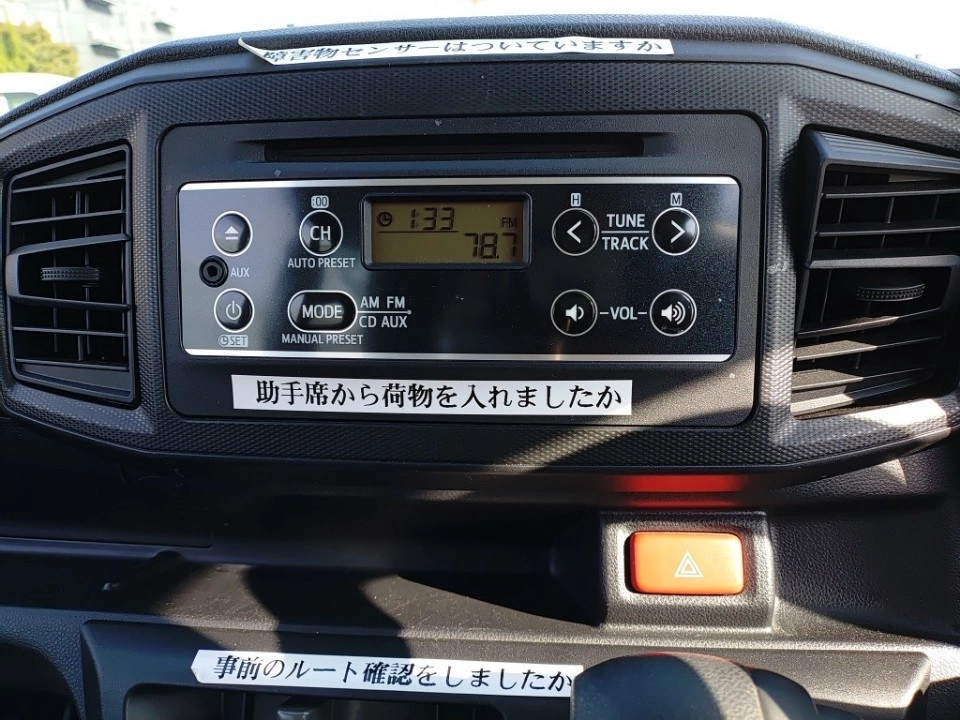 障害物センサーはついていますか
:00
H
M
CH
1:33
FM
78.7
TUNE
TRACK
AUTO PRESET
AUX
MODE
AM FM
CD AUX
VOL
SET
MANUAL PRESET
助手席から荷物を入れましたか
事前のルート確認をしましたか